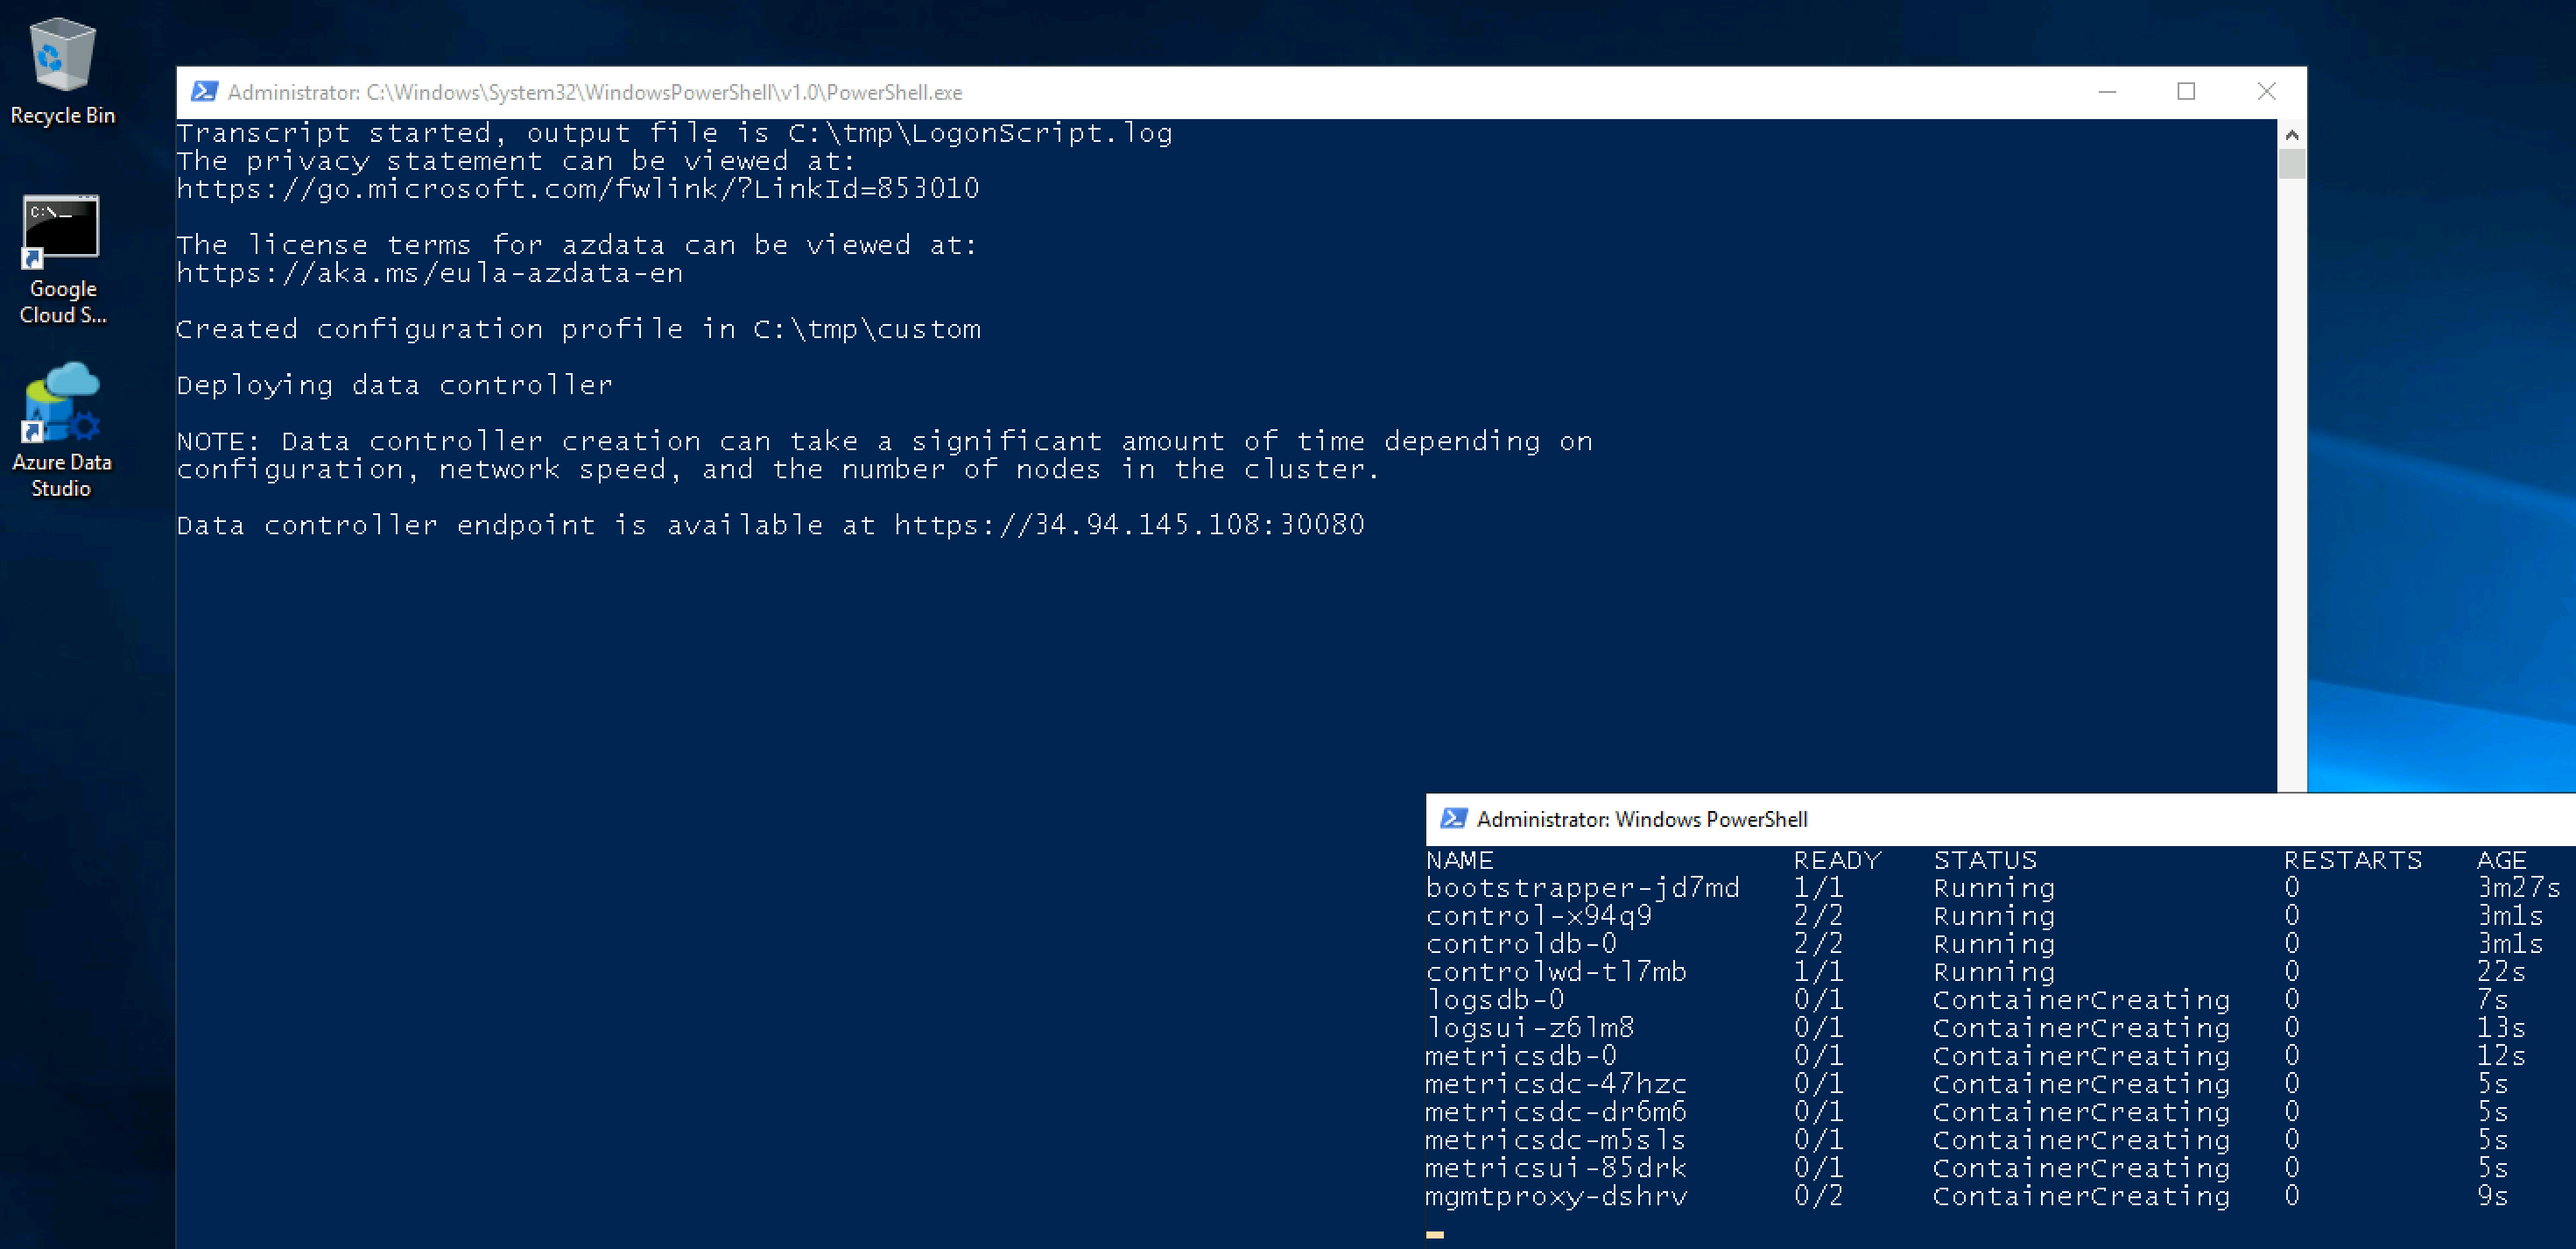 Recycle Bin
Google
Cloud S...
Azure Data
Studio
Administrator: C:\Windows\System32\WindowsPowerShell\v1.0\PowerShell.exe
Transcript started, output file is C:\tmp\LogonScript.log
The privacy statement can be viewed at:
https://go.microsoft.com/fwlink/?LinkId=853010
The license terms for azdata can be viewed at:
https://aka.ms/eula-azdata-en
Created configuration profile in C:\tmp\custom
Deploying data controller
NOTE: Data controller creation can take a significant amount of time depending on
configuration, network speed, and the number of nodes in the cluster.
Data controller endpoint is available at https://34.94.145.108:30080
Administrator: Windows PowerShell
NAME READY STATUS RESTARTS AGE
bootstrapper-jd7md 1/1 Running 0 3m27s
control-x94q9 2/2 Running 0 3m1s
controldb-0 2/2 Running 0 3m1s
controlwd-tl7mb 1/1 Running 0 22s
logsdb-0 0/1 ContainerCreating 0 7s
logsui-z6lm8 0/1 ContainerCreating 0 13s
metricsdb-0 0/1 ContainerCreating 0 12s
metricsdc-47hzc 0/1 ContainerCreating 0 5s
metricsdc-dr6m6 0/1 ContainerCreating 0 5s
metricsdc-m5sls 0/1 ContainerCreating 0 5s
metricsui-85drk 0/1 ContainerCreating 0 5s
mgmtproxy-dshrv 0/2 ContainerCreating 0 9s